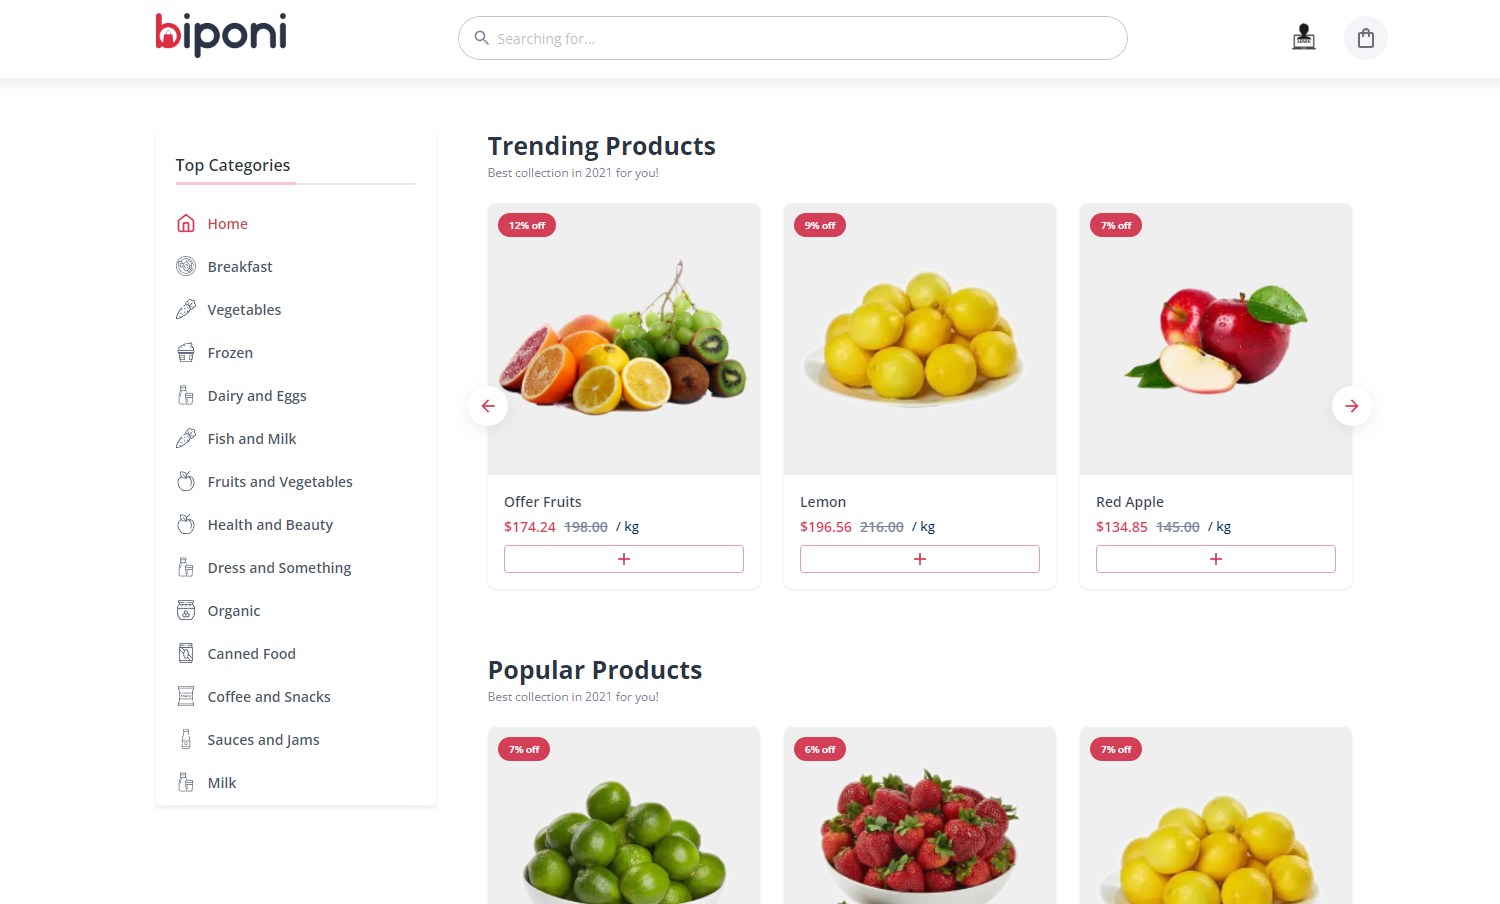 biponi
Searching for...
Top Categories
Home
Breakfast
Vegetables
Frozen
Dairy and Eggs
Fish and Milk
Fruits and Vegetables
Health and Beauty
Dress and Something
Organic
Canned Food
Coffee and Snacks
Sauces and Jams
Milk
Trending Products
Best collection in 2021 for you!
12% off
Offer Fruits
$174.24 198.00 / kg
+
9% off
Lemon
$196.56 216.00 / kg
+
7% off
Red Apple
$134.85 145.00 / kg
+
Popular Products
Best collection in 2021 for you!
7% off
6% off
7% off